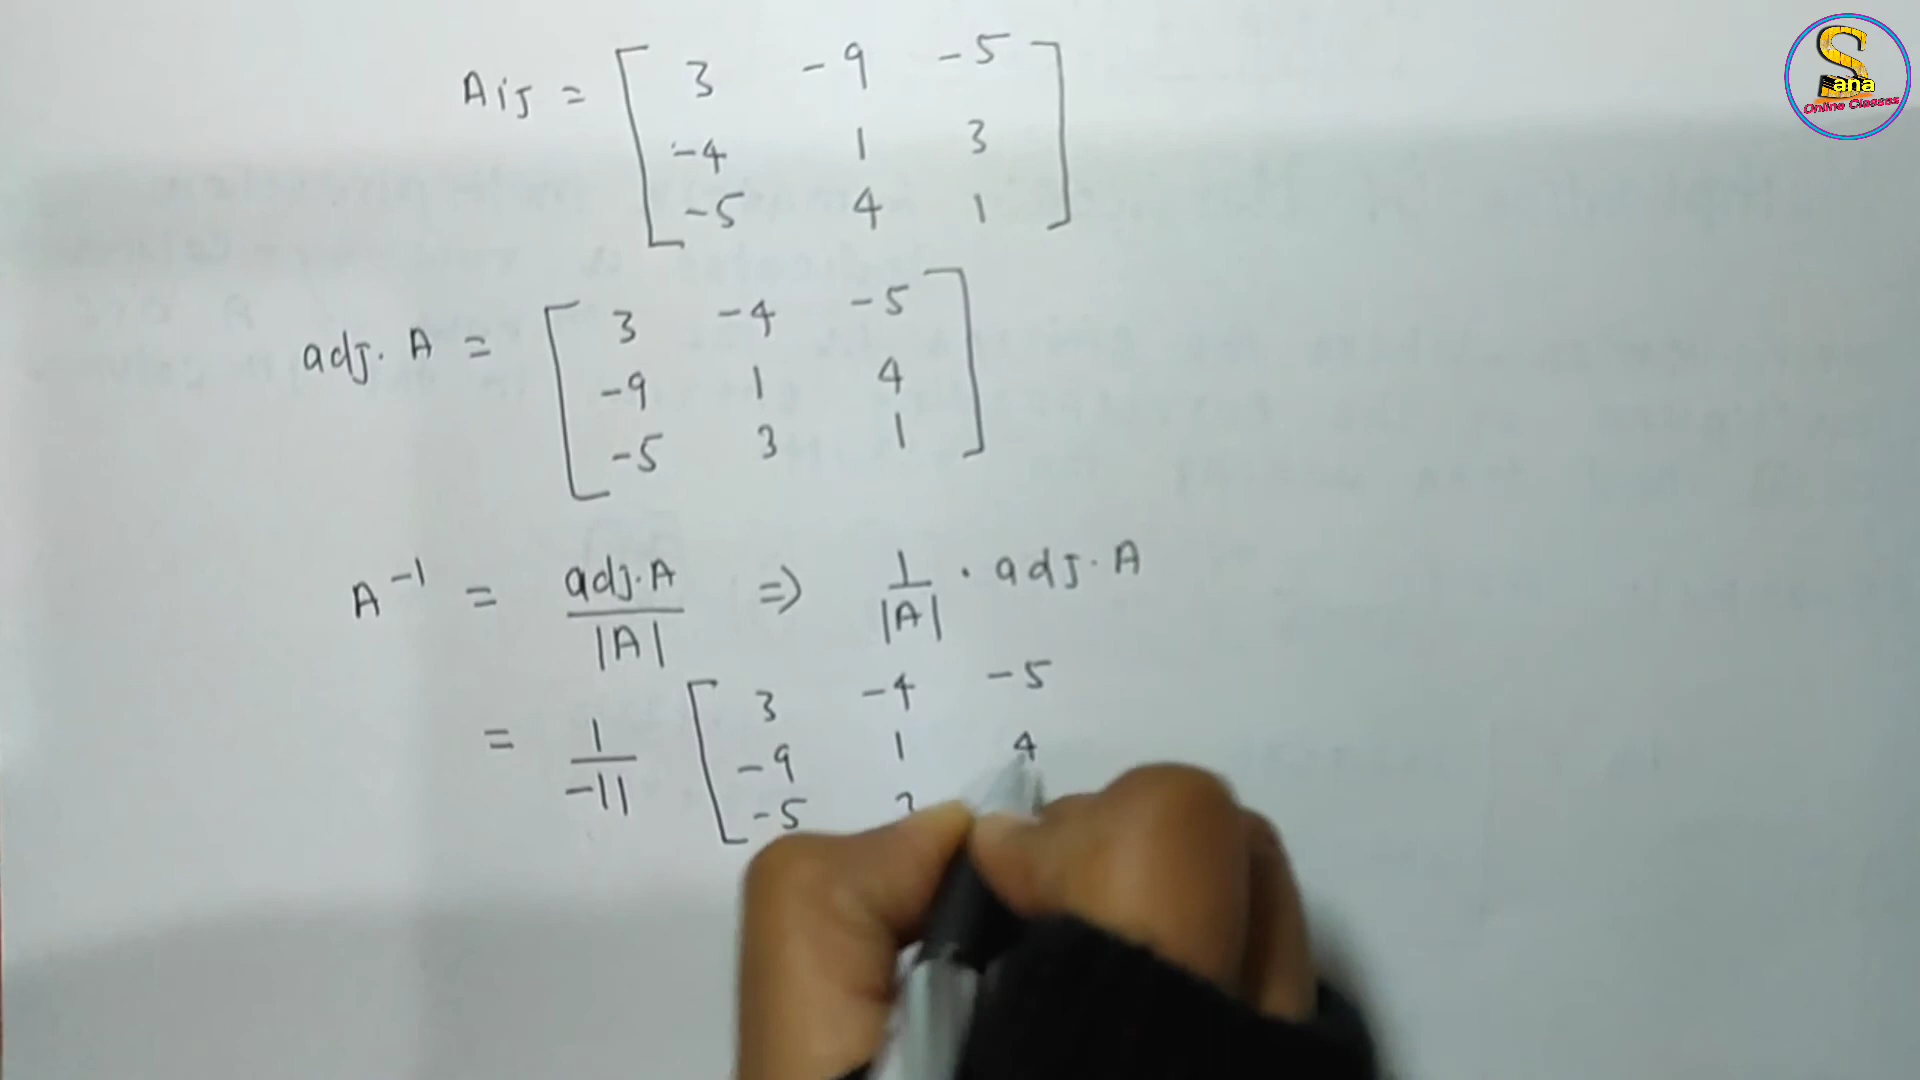 Sana
Online Classes
Aij = [ 3 -9 -5
-4 1 3
-5 4 1 ]
adj. A = [ 3 -4 -5
-9 1 4
-5 3 1 ]
A⁻¹ = adj.A / |A| => 1/|A| . adj. A
= 1/-11 [ 3 -4 -5
-9 1 4
-5